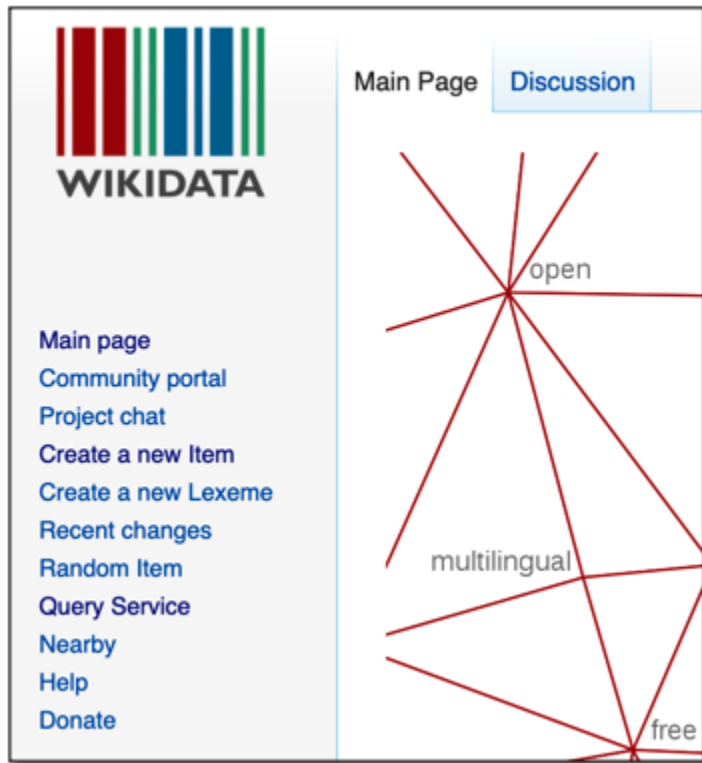 WIKIDATA
Main page
Community portal
Project chat
Create a new Item
Create a new Lexeme
Recent changes
Random Item
Query Service
Nearby
Help
Donate
Main Page Discussion
open
multilingual
free